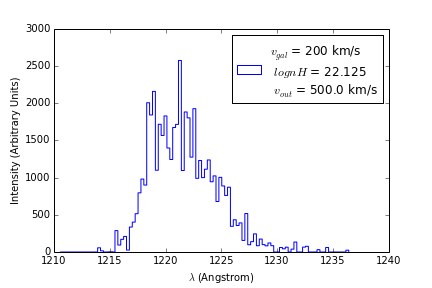 3000
2500
2000
1500
1000
500
0
1210
1215
1220
1225
1230
1235
1240
Intensity (Arbitrary Units)
λ (Angstrom)
v_gal = 200 km/s
lognH = 22.125
v_out = 500.0 km/s